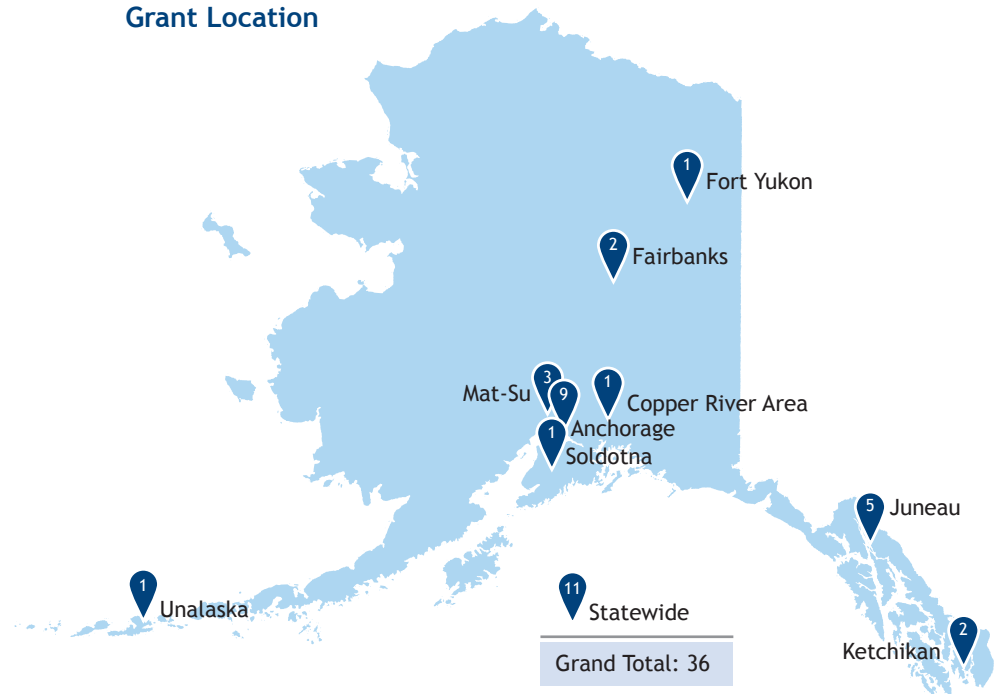 Grant Location
1
Fort Yukon
2
Fairbanks
3
Mat-Su
9
Anchorage
1
Copper River Area
1
Soldotna
5
Juneau
1
Unalaska
11
Statewide
2
Ketchikan
Grand Total: 36